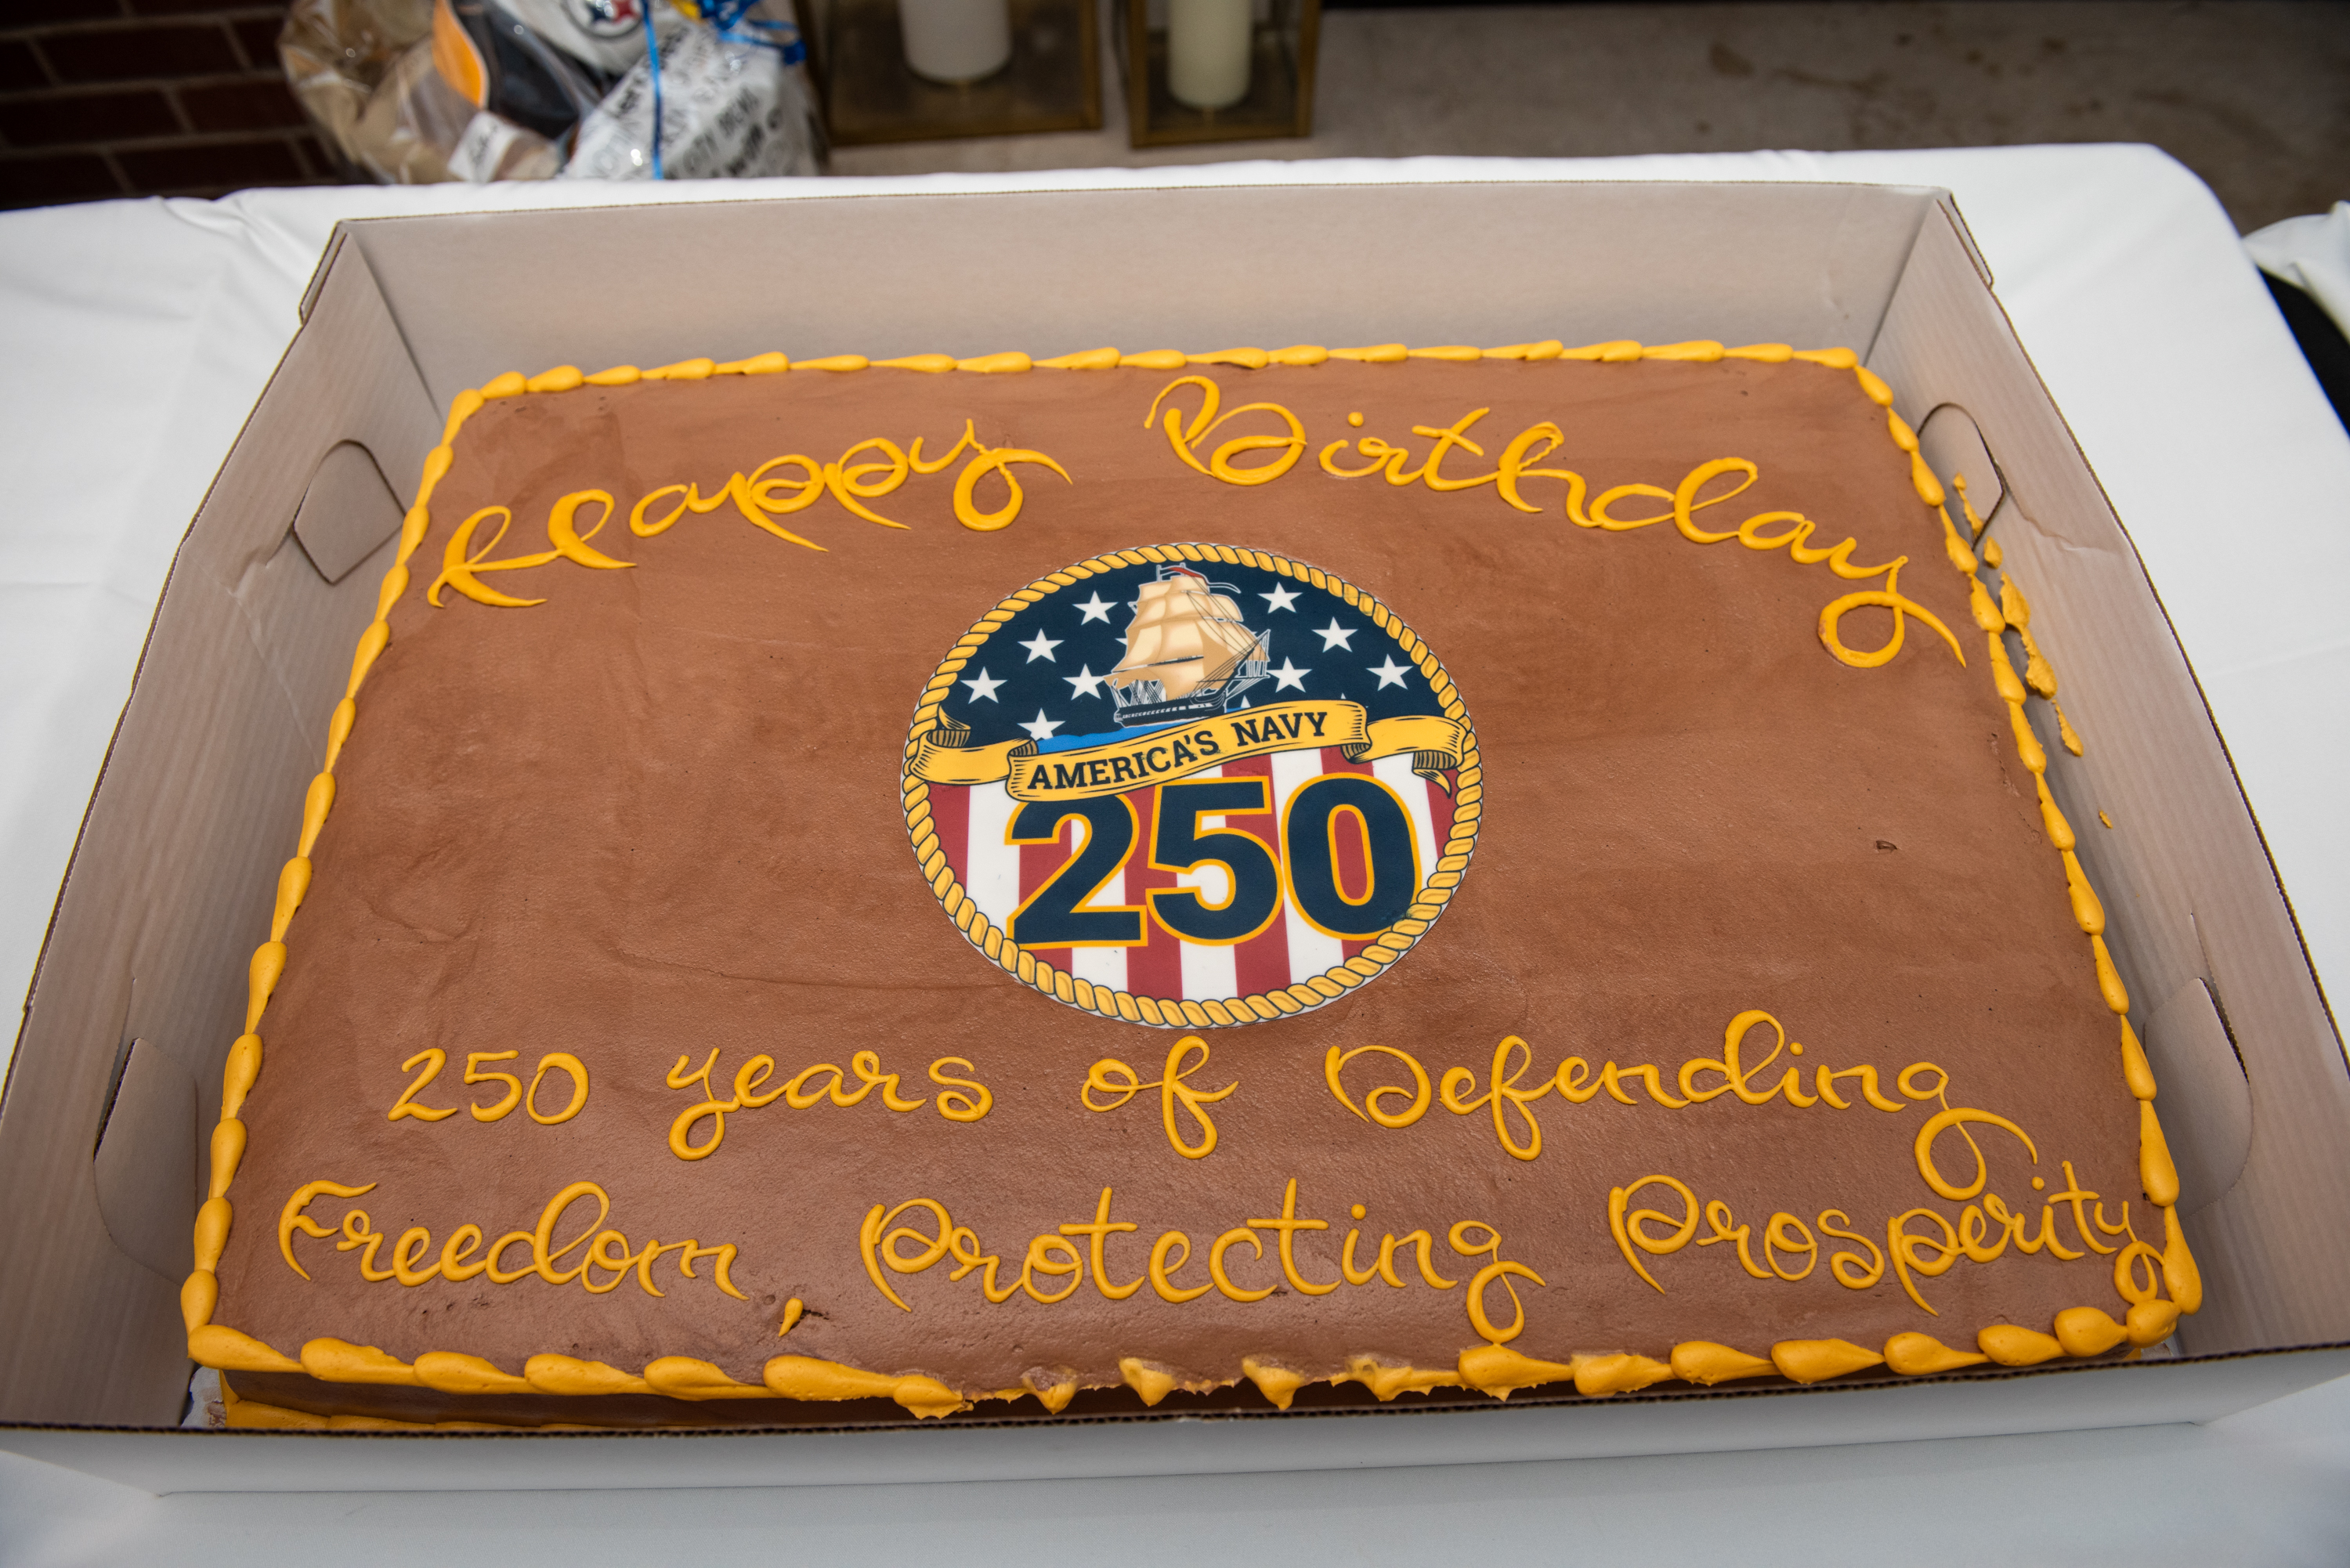 Happy Birthday
AMERICA'S NAVY
250
250 years of Defending
Freedom, Protecting Prosperity